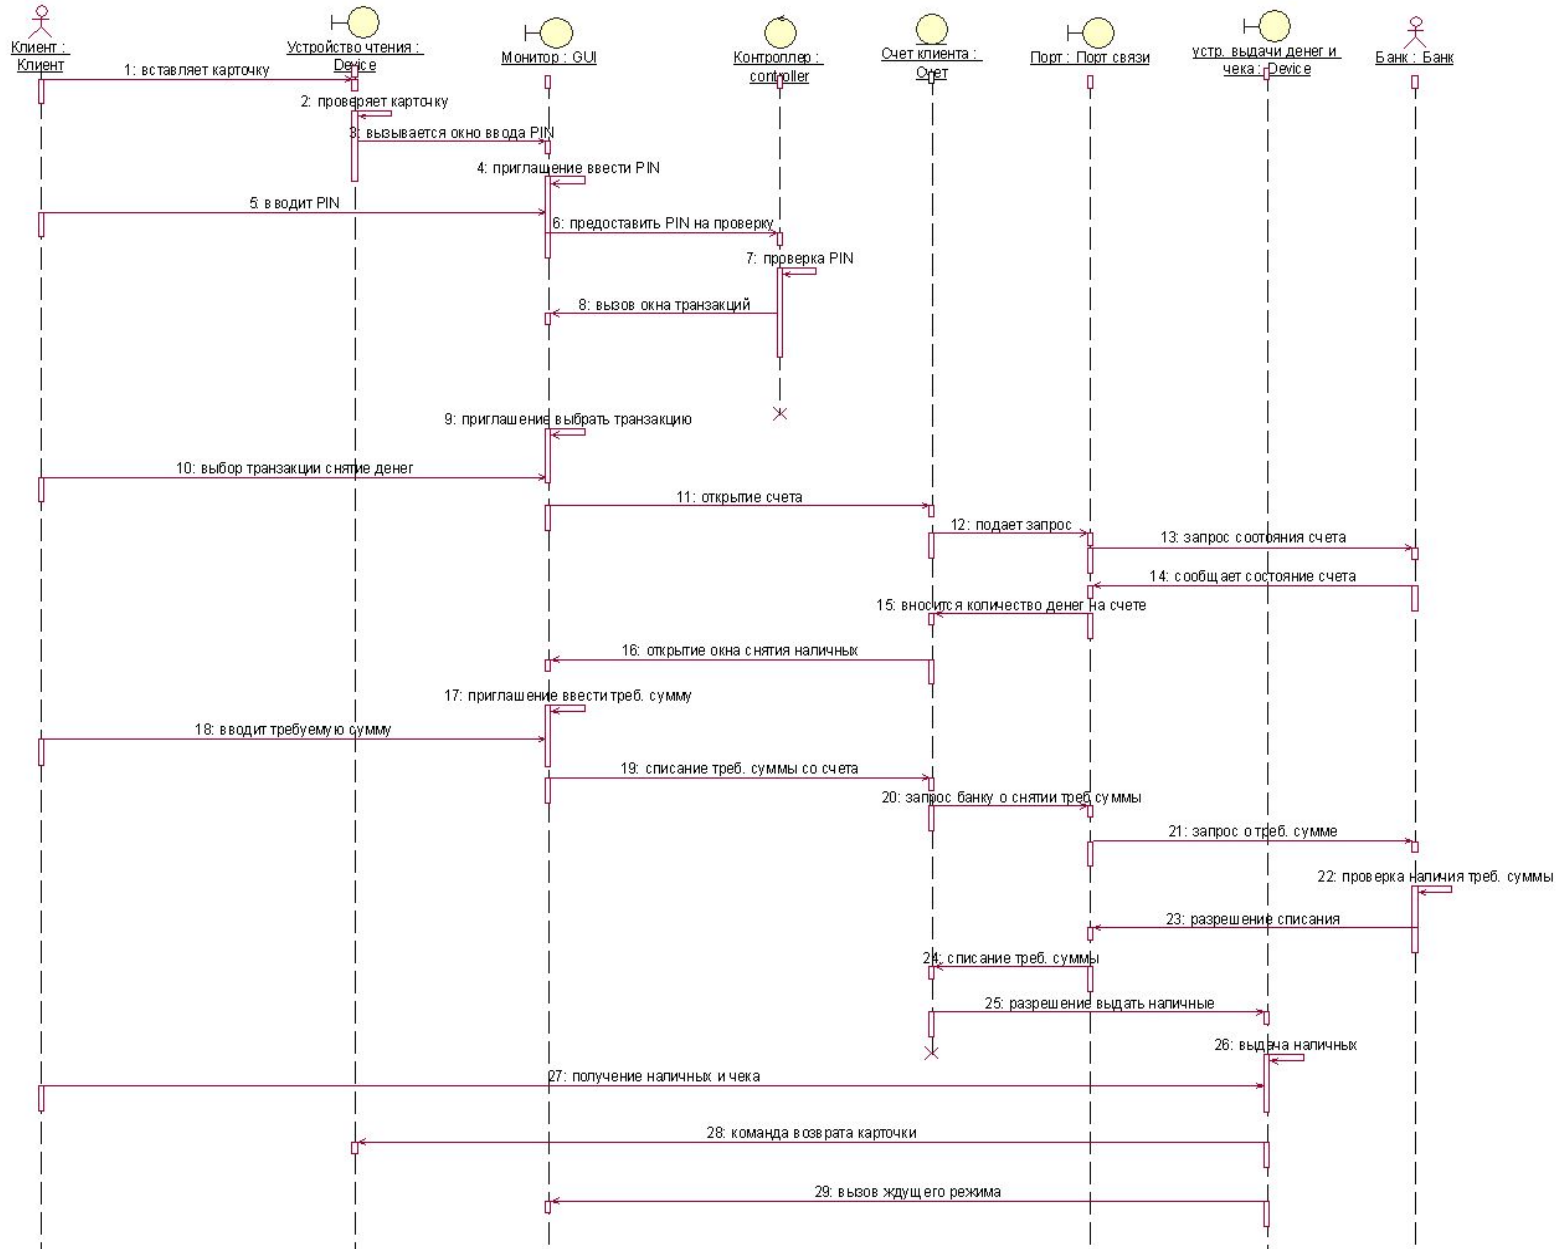 Клиент :
Клиент
Устройство чтения :
Device
Монитор : GUI
Контроллер :
controller
Счет клиента :
Счет
Порт : Порт связи
устр. выдачи денег и
чека : Device
Банк : Банк
1: вставляет карточку
2: проверяет карточку
3: вызывается окно ввода PIN
4: приглашение ввести PIN
5: вводит PIN
6: предоставить PIN на проверку
7: проверка PIN
8: вызов окна транзакций
9: приглашение выбрать транзакцию
10: выбор транзакции снятие денег
11: открытие счета
12: подает запрос
13: запрос соотояния счета
14: сообщает состояние счета
15: вносится количество денег на счете
16: открытие окна снятия наличных
17: приглашение ввести треб. сумму
18: вводит требуемую сумму
19: списание треб. суммы со счета
20: запрос банку о снятии треб суммы
21: запрос о треб. сумме
22: проверка наличия треб. суммы
23: разрешение списания
24: списание треб. суммы
25: разрешение выдать наличные
26: выдача наличных
27: получение наличных и чека
28: команда возврата карточки
29: вызов ждущего режима